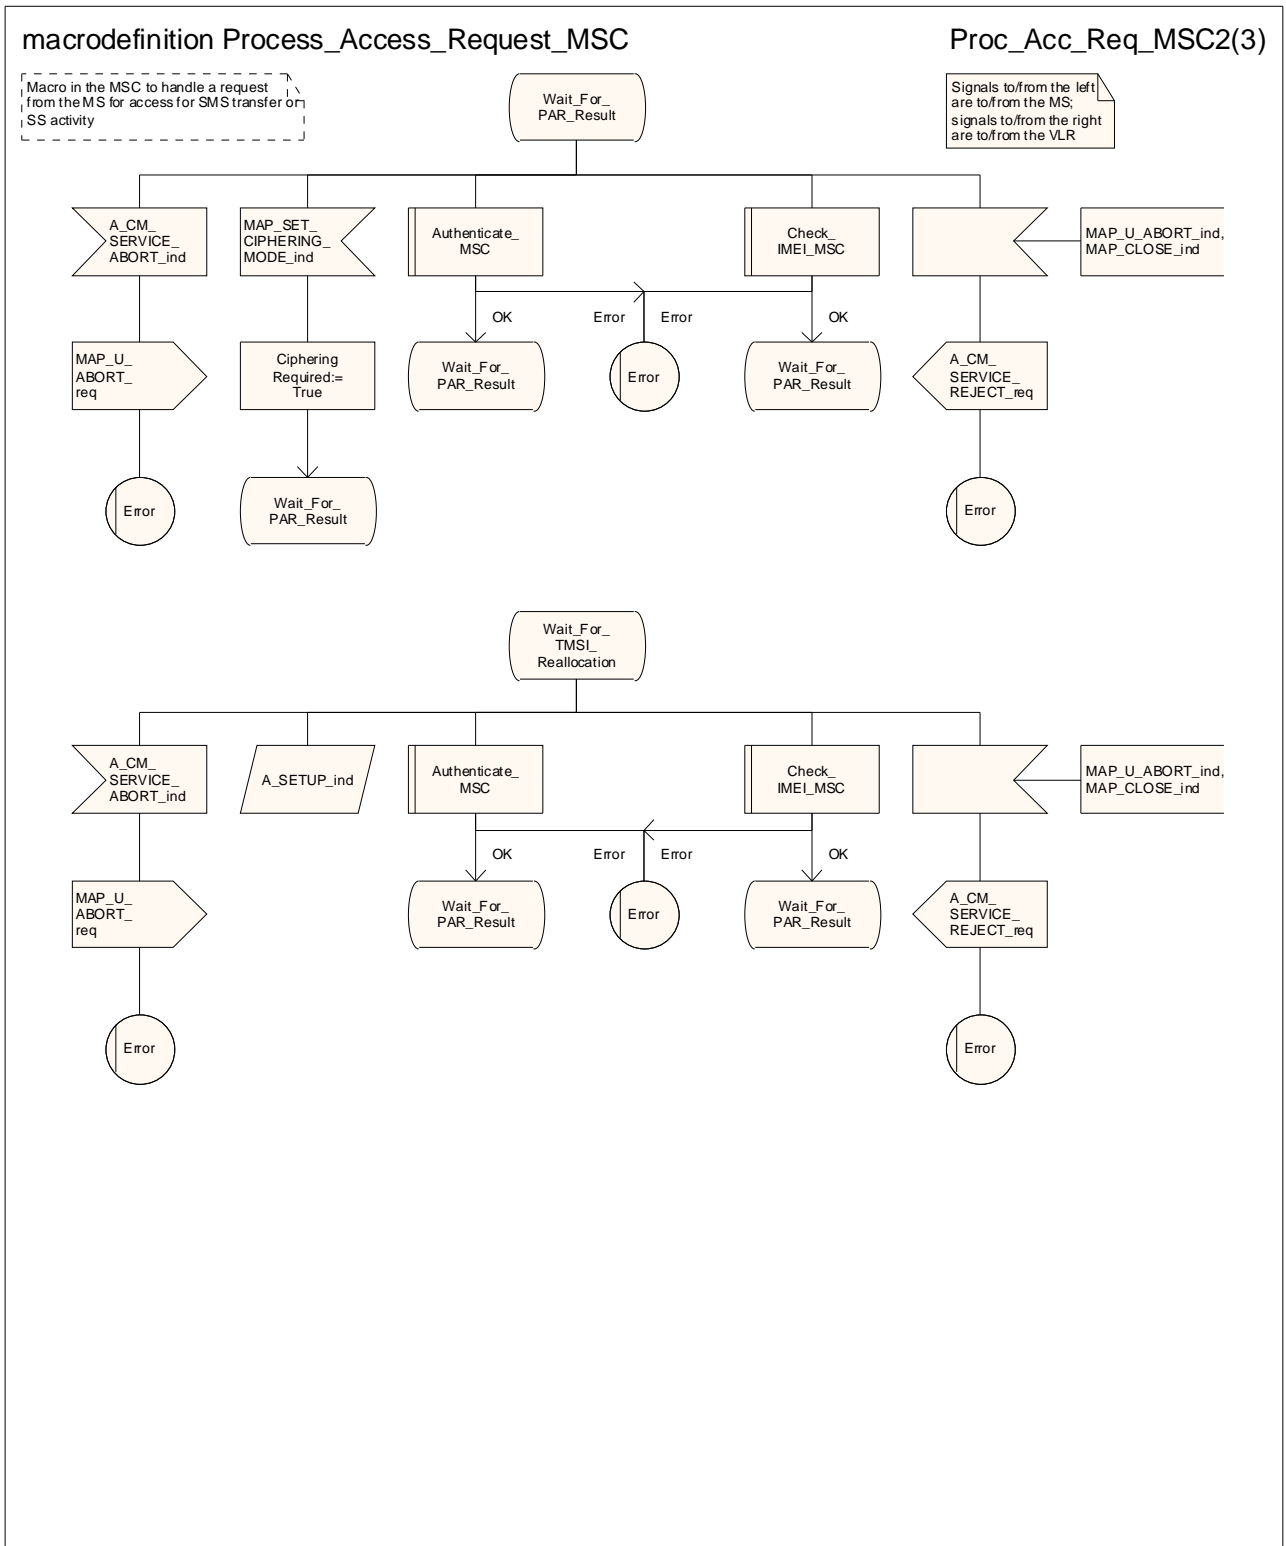 macrodefinition Process_Access_Request_MSC
Proc_Acc_Req_MSC2(3)
Macro in the MSC to handle a request
from the MS for access for SMS transfer or
SS activity
Wait_For_
PAR_Result
Signals to/from the left
are to/from the MS;
signals to/from the right
are to/from the VLR
A_CM_
SERVICE_
ABORT_ind
MAP_SET_
CIPHERING_
MODE_ind
Authenticate_
MSC
Check_
IMEI_MSC
MAP_U_ABORT_ind,
MAP_CLOSE_ind
OK
Error
Error
OK
MAP_U_
ABORT_
req
Ciphering
Required:=
True
Wait_For_
PAR_Result
Error
Wait_For_
PAR_Result
A_CM_
SERVICE_
REJECT_req
Error
Wait_For_
PAR_Result
Error
Wait_For_
TMSI_
Reallocation
A_CM_
SERVICE_
ABORT_ind
A_SETUP_ind
Authenticate_
MSC
Check_
IMEI_MSC
MAP_U_ABORT_ind,
MAP_CLOSE_ind
OK
Error
Error
OK
MAP_U_
ABORT_
req
Wait_For_
PAR_Result
Error
Wait_For_
PAR_Result
A_CM_
SERVICE_
REJECT_req
Error
Error